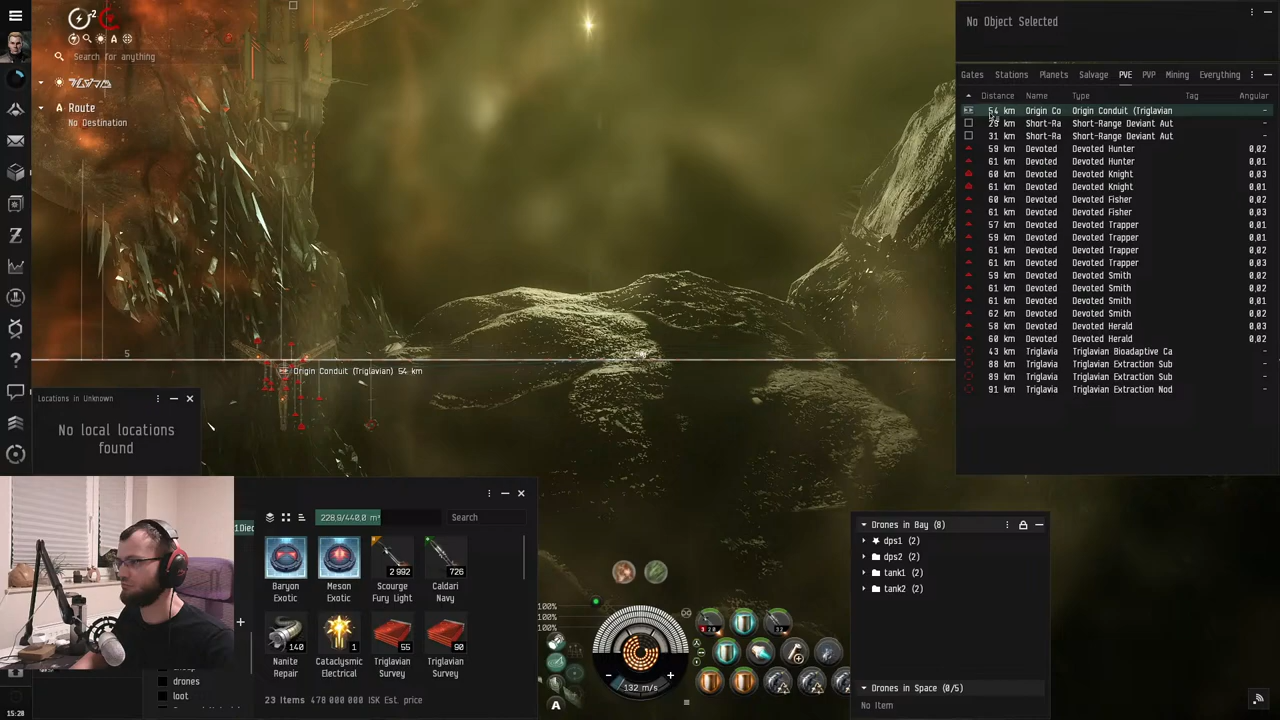 No Object Selected
Search for anything
Route
No Destination
Gates Stations Planets Salvage PVE PVP Mining Everything
Distance Name Type Tag Angular
54 km Origin Co Origin Conduit (Triglavian -
29 km Short-Ra Short-Range Deviant Aut -
31 km Short-Ra Short-Range Deviant Aut -
59 km Devoted Devoted Hunter 0,02
61 km Devoted Devoted Hunter 0,01
60 km Devoted Devoted Knight 0,03
61 km Devoted Devoted Knight 0,01
60 km Devoted Devoted Fisher 0,02
61 km Devoted Devoted Fisher 0,03
57 km Devoted Devoted Trapper 0,01
59 km Devoted Devoted Trapper 0,01
61 km Devoted Devoted Trapper 0,02
61 km Devoted Devoted Trapper 0,03
59 km Devoted Devoted Smith 0,02
61 km Devoted Devoted Smith 0,01
61 km Devoted Devoted Smith 0,01
62 km Devoted Devoted Smith 0,02
58 km Devoted Devoted Herald 0,03
60 km Devoted Devoted Herald 0,02
43 km Triglavia Triglavian Bioadaptive Ca -
88 km Triglavia Triglavian Extraction Sub -
89 km Triglavia Triglavian Extraction Sub -
91 km Triglavia Triglavian Extraction Nod -
5
Origin Conduit (Triglavian) 54 km
Locations in Unknown
No local locations
found
228,9/440,0 m³ Search
Baryon
Exotic
Meson
Exotic
2 992
Scourge
Fury Light
726
Caldari
Navy
140
Nanite
Repair
1
Cataclysmic
Electrical
55
Triglavian
Survey
90
Triglavian
Survey
drones
loot
23 Items 478 000 000 ISK Est. price
100%
100%
100%
132 m/s
A
Drones in Bay (8)
dps1 (2)
dps2 (2)
tank1 (2)
tank2 (2)
Drones in Space (0/5)
No Item
15:28